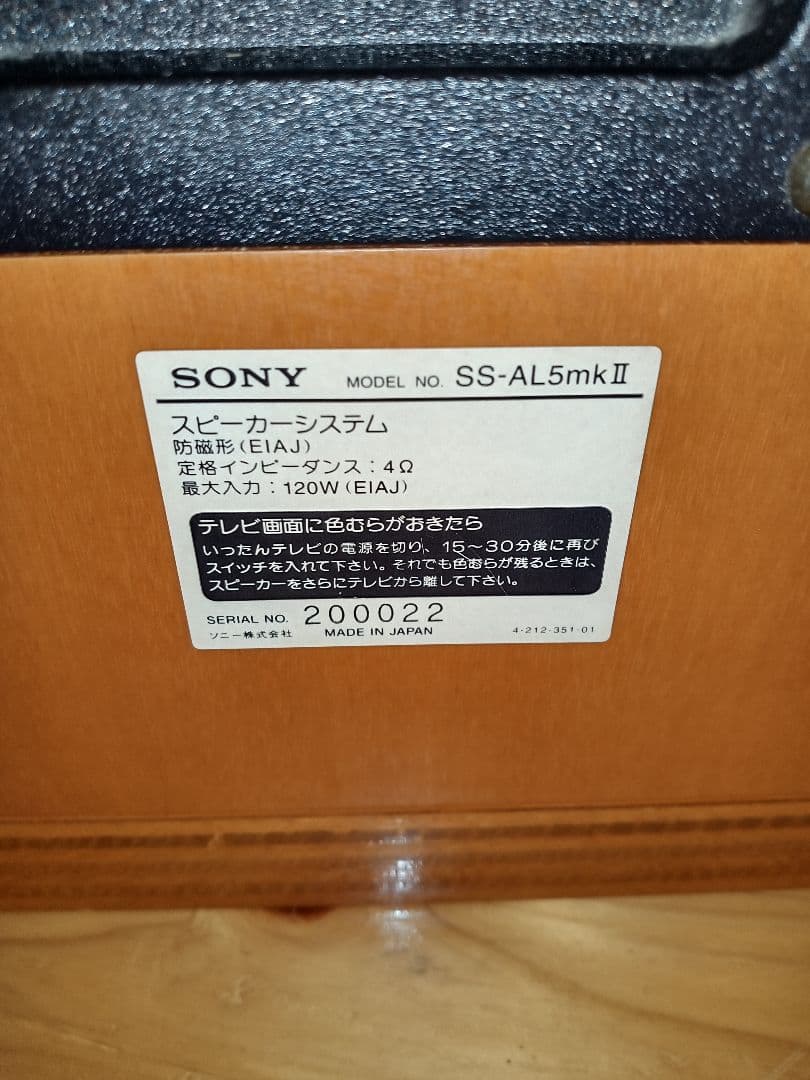 SONY MODEL NO. SS-AL5mkⅡ
スピーカーシステム
防磁形(EIAJ)
定格インピーダンス：4Ω
最大入力：120W(EIAJ)
テレビ画面に色むらがおきたら
いったんテレビの電源を切り、15〜30分後に再び
スイッチを入れて下さい。それでも色むらが残るときは、
スピーカーをさらにテレビから離して下さい。
SERIAL NO. 200022
ソニー株式会社 MADE IN JAPAN 4-212-351-01